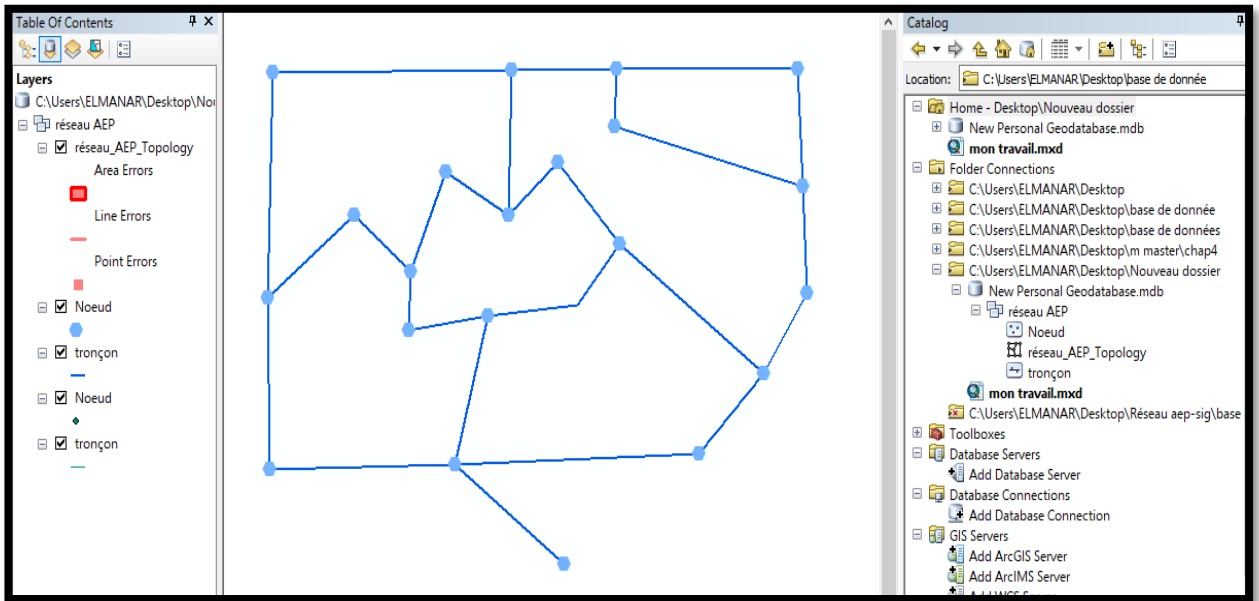 Table Of Contents
Layers
C:\Users\ELMANAR\Desktop\Nou
réseau AEP
réseau_AEP_Topology
Area Errors
Line Errors
Point Errors
Noeud
tronçon
Noeud
tronçon
Catalog
Location: C:\Users\ELMANAR\Desktop\base de donnée
Home - Desktop\Nouveau dossier
New Personal Geodatabase.mdb
mon travail.mxd
Folder Connections
C:\Users\ELMANAR\Desktop
C:\Users\ELMANAR\Desktop\base de donnée
C:\Users\ELMANAR\Desktop\base de données
C:\Users\ELMANAR\Desktop\m master\chap4
C:\Users\ELMANAR\Desktop\Nouveau dossier
New Personal Geodatabase.mdb
réseau AEP
Noeud
réseau_AEP_Topology
tronçon
mon travail.mxd
C:\Users\ELMANAR\Desktop\Réseau aep-sig\base
Toolboxes
Database Servers
Add Database Server
Database Connections
Add Database Connection
GIS Servers
Add ArcGIS Server
Add ArcIMS Server
Add WCS Server